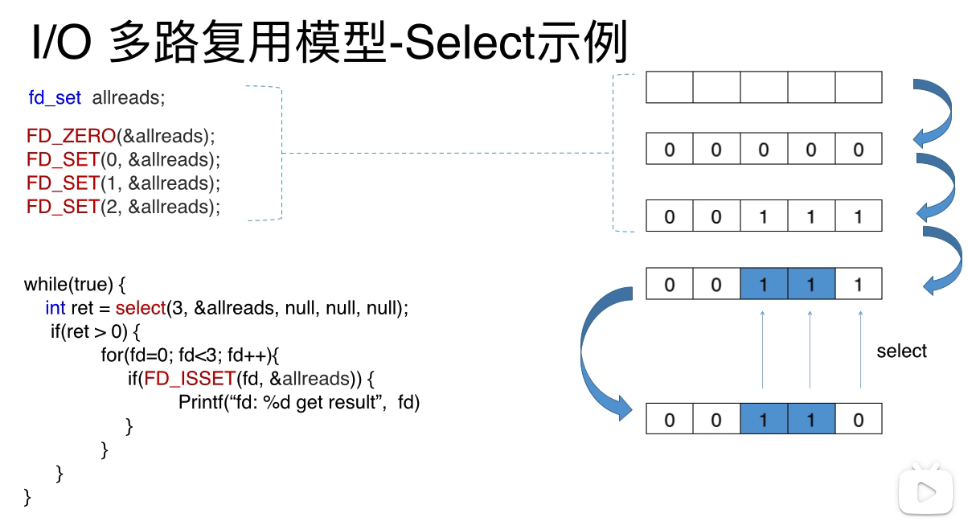 I/O 多路复用模型-Select示例
fd_set allreads;
FD_ZERO(&allreads);
FD_SET(0, &allreads);
FD_SET(1, &allreads);
FD_SET(2, &allreads);
while(true) {
int ret = select(3, &allreads, null, null, null);
if(ret > 0) {
for(fd=0; fd<3; fd++){
if(FD_ISSET(fd, &allreads)) {
Printf(“fd: %d get result”, fd)
}
}
}
}
0 0 0 0 0
0 0 1 1 1
0 0 1 1 1
select
0 0 1 1 0